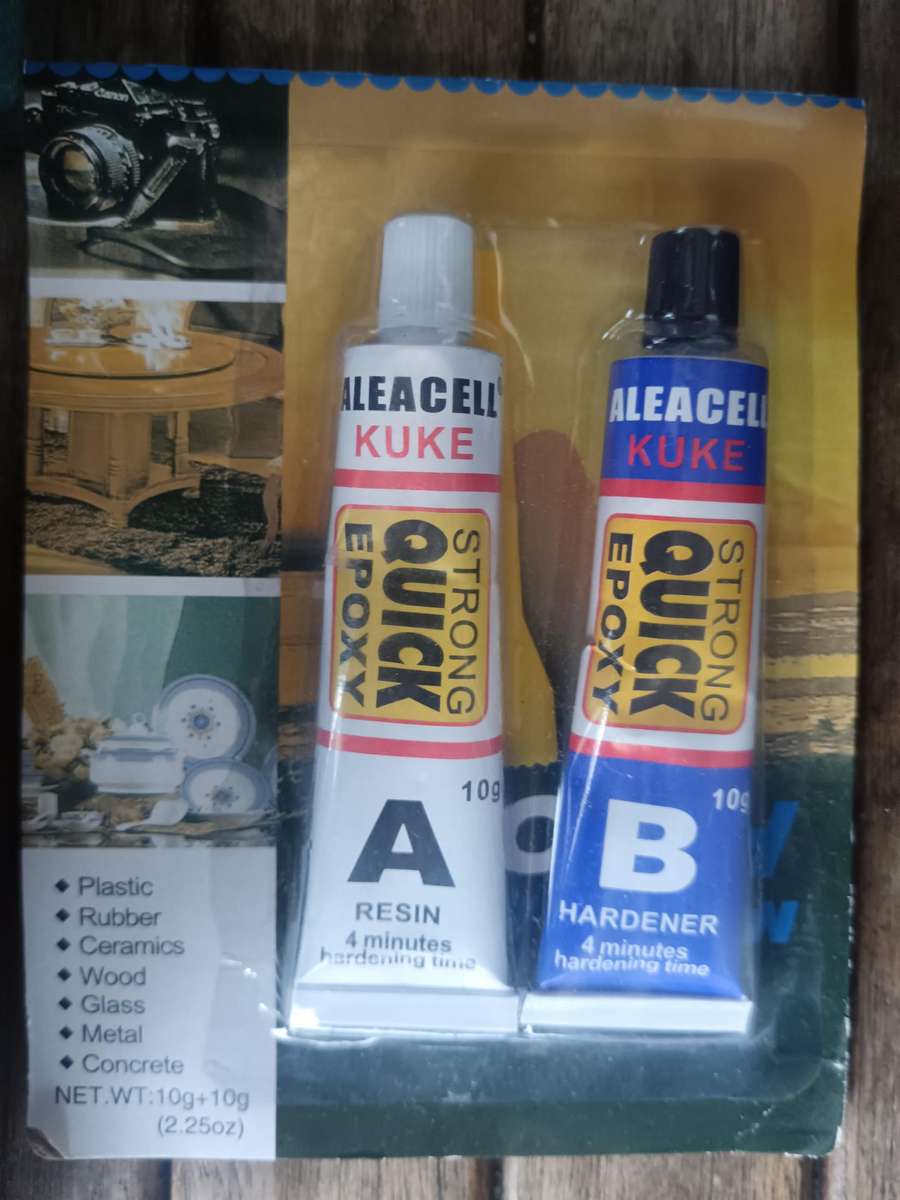 Canon
ALEACELL
KUKE
STRONG
QUICK
EPOXY
10g
A
RESIN
4 minutes
hardening time
ALEACELL
KUKE
STRONG
QUICK
EPOXY
10g
B
HARDENER
4 minutes
hardening time
◆ Plastic
◆ Rubber
◆ Ceramics
◆ Wood
◆ Glass
◆ Metal
◆ Concrete
NET.WT:10g+10g
(2.25oz)